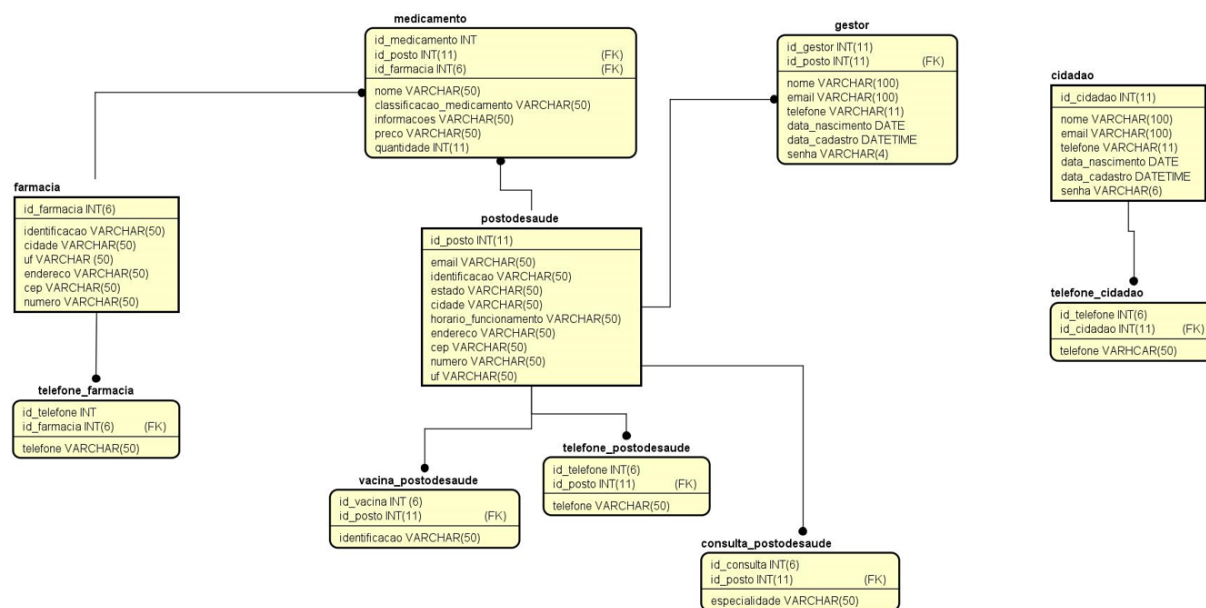 medicamento
id_medicamento INT
id_posto INT(11) (FK)
id_farmacia INT(6) (FK)
nome VARCHAR(50)
classificacao_medicamento VARCHAR(50)
informacoes VARCHAR(50)
preco VARCHAR(50)
quantidade INT(11)
gestor
id_gestor INT(11)
id_posto INT(11) (FK)
nome VARCHAR(100)
email VARCHAR(100)
telefone VARCHAR(11)
data_nascimento DATE
data_cadastro DATETIME
senha VARCHAR(4)
cidadao
id_cidadao INT(11)
nome VARCHAR(100)
email VARCHAR(100)
telefone VARCHAR(11)
data_nascimento DATE
data_cadastro DATETIME
senha VARCHAR(6)
farmacia
id_farmacia INT(6)
identificacao VARCHAR(50)
cidade VARCHAR(50)
uf VARCHAR (50)
endereco VARCHAR(50)
cep VARCHAR(50)
numero VARCHAR(50)
postodesaude
id_posto INT(11)
email VARCHAR(50)
identificacao VARCHAR(50)
estado VARCHAR(50)
cidade VARCHAR(50)
horario_funcionamento VARCHAR(50)
endereco VARCHAR(50)
cep VARCHAR(50)
numero VARCHAR(50)
uf VARCHAR(50)
telefone_cidadao
id_telefone INT(6)
id_cidadao INT(11) (FK)
telefone VARHCAR(50)
telefone_farmacia
id_telefone INT
id_farmacia INT(6) (FK)
telefone VARCHAR(50)
telefone_postodesaude
id_telefone INT(6)
id_posto INT(11) (FK)
telefone VARCHAR(50)
vacina_postodesaude
id_vacina INT (6)
id_posto INT(11) (FK)
identificacao VARCHAR(50)
consulta_postodesaude
id_consulta INT(6)
id_posto INT(11) (FK)
especialidade VARCHAR(50)